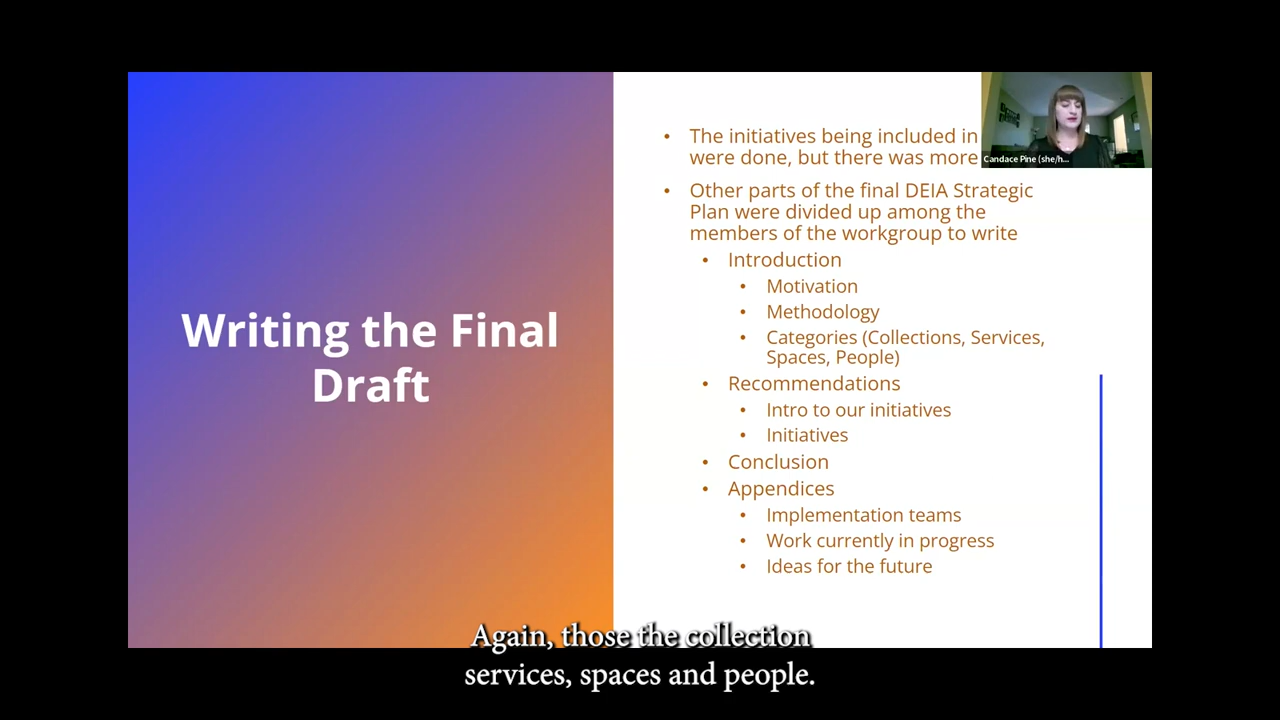 Writing the Final
Draft
• The initiatives being included in
were done, but there was more
• Other parts of the final DEIA Strategic
Plan were divided up among the
members of the workgroup to write
• Introduction
• Motivation
• Methodology
• Categories (Collections, Services,
Spaces, People)
• Recommendations
• Intro to our initiatives
• Initiatives
• Conclusion
• Appendices
• Implementation teams
• Work currently in progress
• Ideas for the future
Candace Pine (she/h...
Again, those the collection
services, spaces and people.